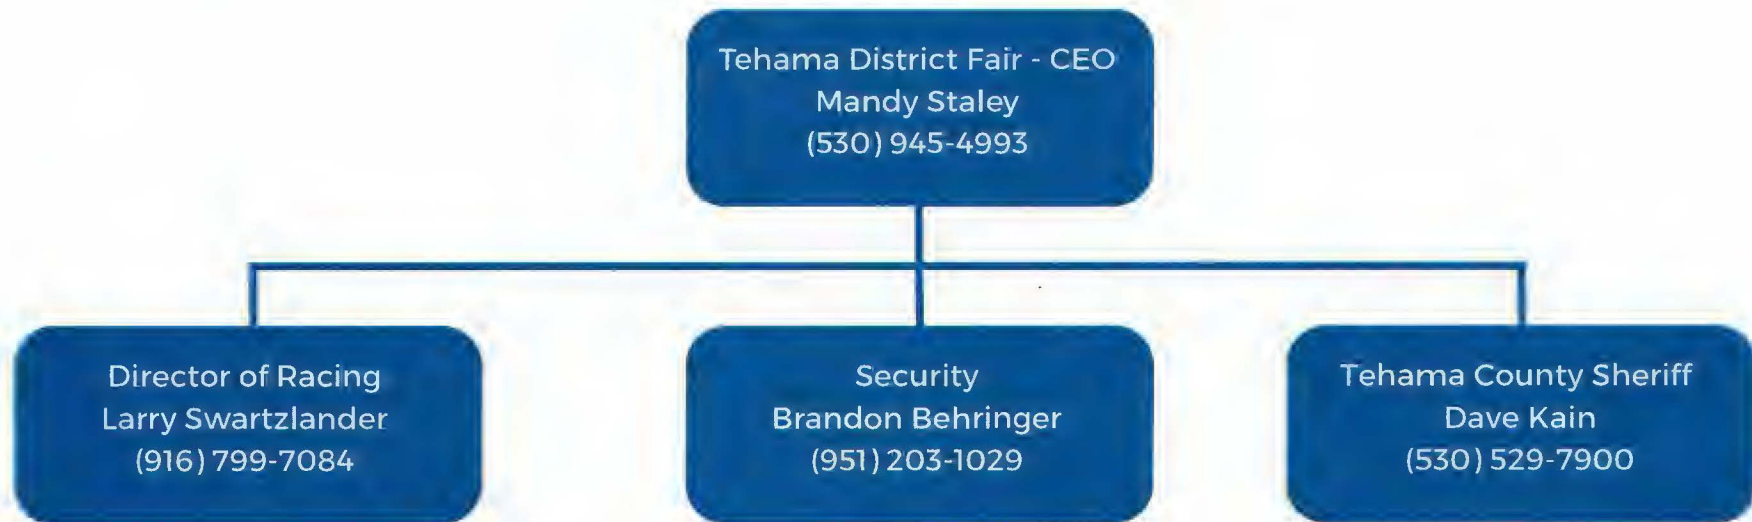 Tehama District Fair - CEO
Mandy Staley
(530) 945-4993
Director of Racing
Larry Swartzlander
(916) 799-7084
Security
Brandon Behringer
(951) 203-1029
Tehama County Sheriff
Dave Kain
(530) 529-7900